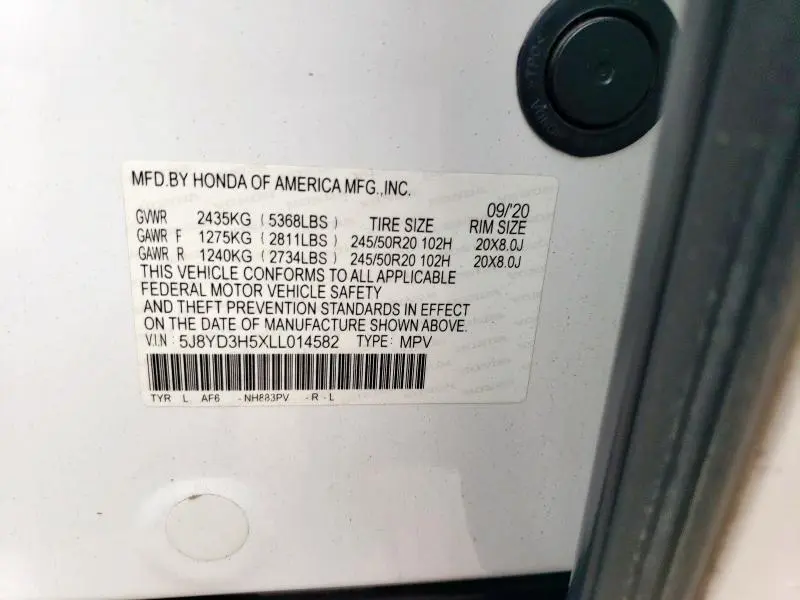 MFD.BY HONDA OF AMERICA MFG.,INC.
09/'20
GVWR 2435KG (5368LBS) TIRE SIZE RIM SIZE
GAWR F 1275KG (2811LBS) 245/50R20 102H 20X8.0J
GAWR R 1240KG (2734LBS) 245/50R20 102H 20X8.0J
THIS VEHICLE CONFORMS TO ALL APPLICABLE
FEDERAL MOTOR VEHICLE SAFETY
AND THEFT PREVENTION STANDARDS IN EFFECT
ON THE DATE OF MANUFACTURE SHOWN ABOVE.
V.I.N: 5J8YD3H5XLL014582 TYPE: MPV
TYR L AF6 -NH883PV -R -L